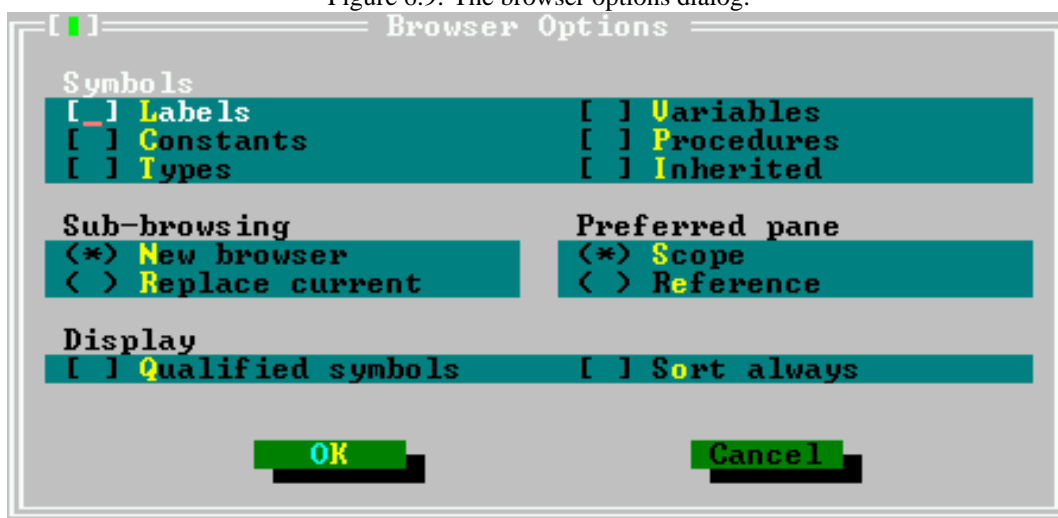 Figure 6.9: The browser options dialog.
[■] Browser Options
Symbols
[_] Labels [ ] Variables
[ ] Constants [ ] Procedures
[ ] Types [ ] Inherited
Sub-browsing Preferred pane
(*) New browser (*) Scope
( ) Replace current ( ) Reference
Display
[ ] Qualified symbols [ ] Sort always
OK Cancel